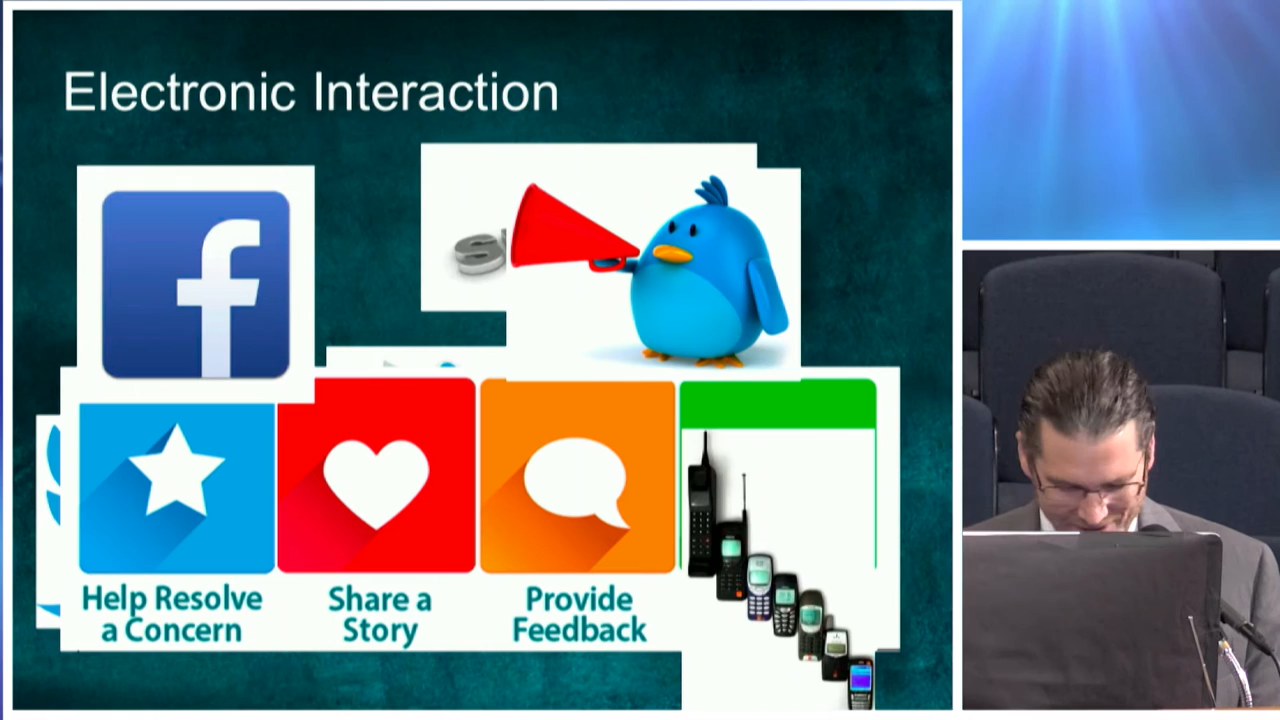 Electronic Interaction
f
S
Help Resolve
a Concern
Share a
Story
Provide
Feedback